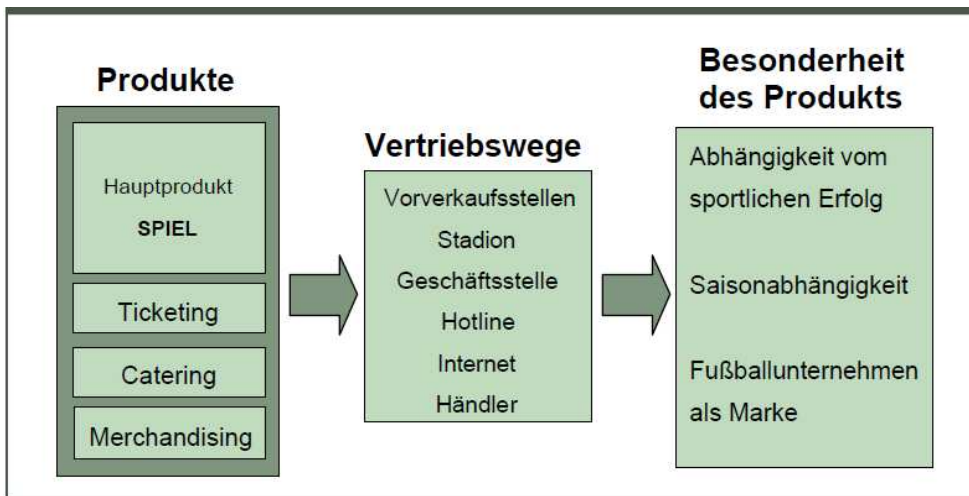 Produkte
Hauptprodukt
SPIEL
Ticketing
Catering
Merchandising
Vertriebswege
Vorverkaufsstellen
Stadion
Geschäftsstelle
Hotline
Internet
Händler
Besonderheit
des Produkts
Abhängigkeit vom
sportlichen Erfolg
Saisonabhängigkeit
Fußballunternehmen
als Marke